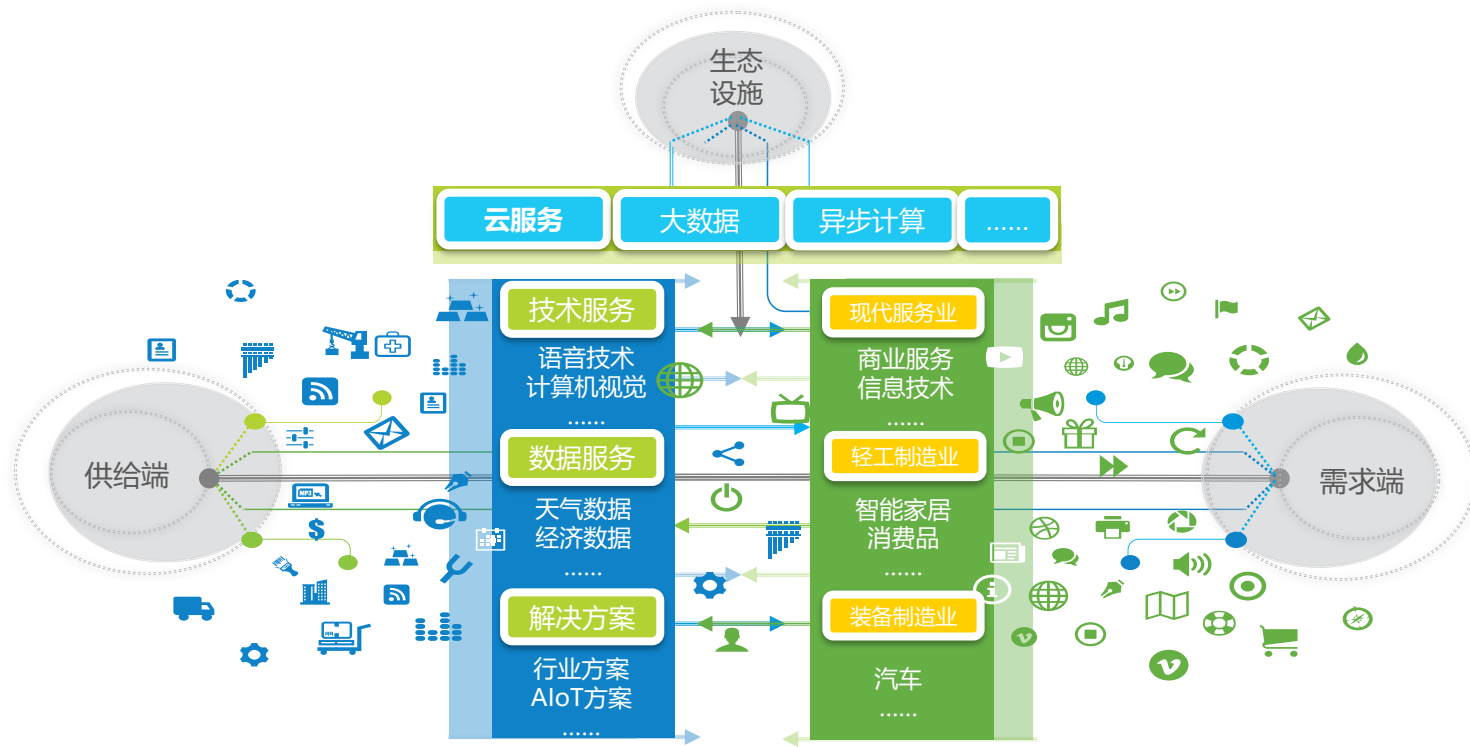 生态
设施
云服务
大数据
异步计算
......
技术服务
语音技术
计算机视觉
......
数据服务
天气数据
经济数据
......
解决方案
行业方案
AIoT方案
......
现代服务业
商业服务
信息技术
......
轻工制造业
智能家居
消费品
......
装备制造业
汽车
......
供给端
MP3
$
需求端